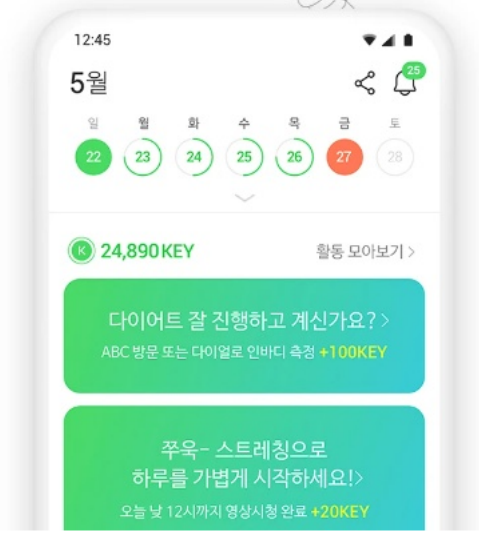 12:45
5월
25
일 월 화 수 목 금 토
22 23 24 25 26 27 28
K 24,890 KEY 활동 모아보기 >
다이어트 잘 진행하고 계신가요? >
ABC 방문 또는 다이얼로 인바디 측정 +100KEY
쭈욱- 스트레칭으로
하루를 가볍게 시작하세요! >
오늘 낮 12시까지 영상시청 완료 +20KEY